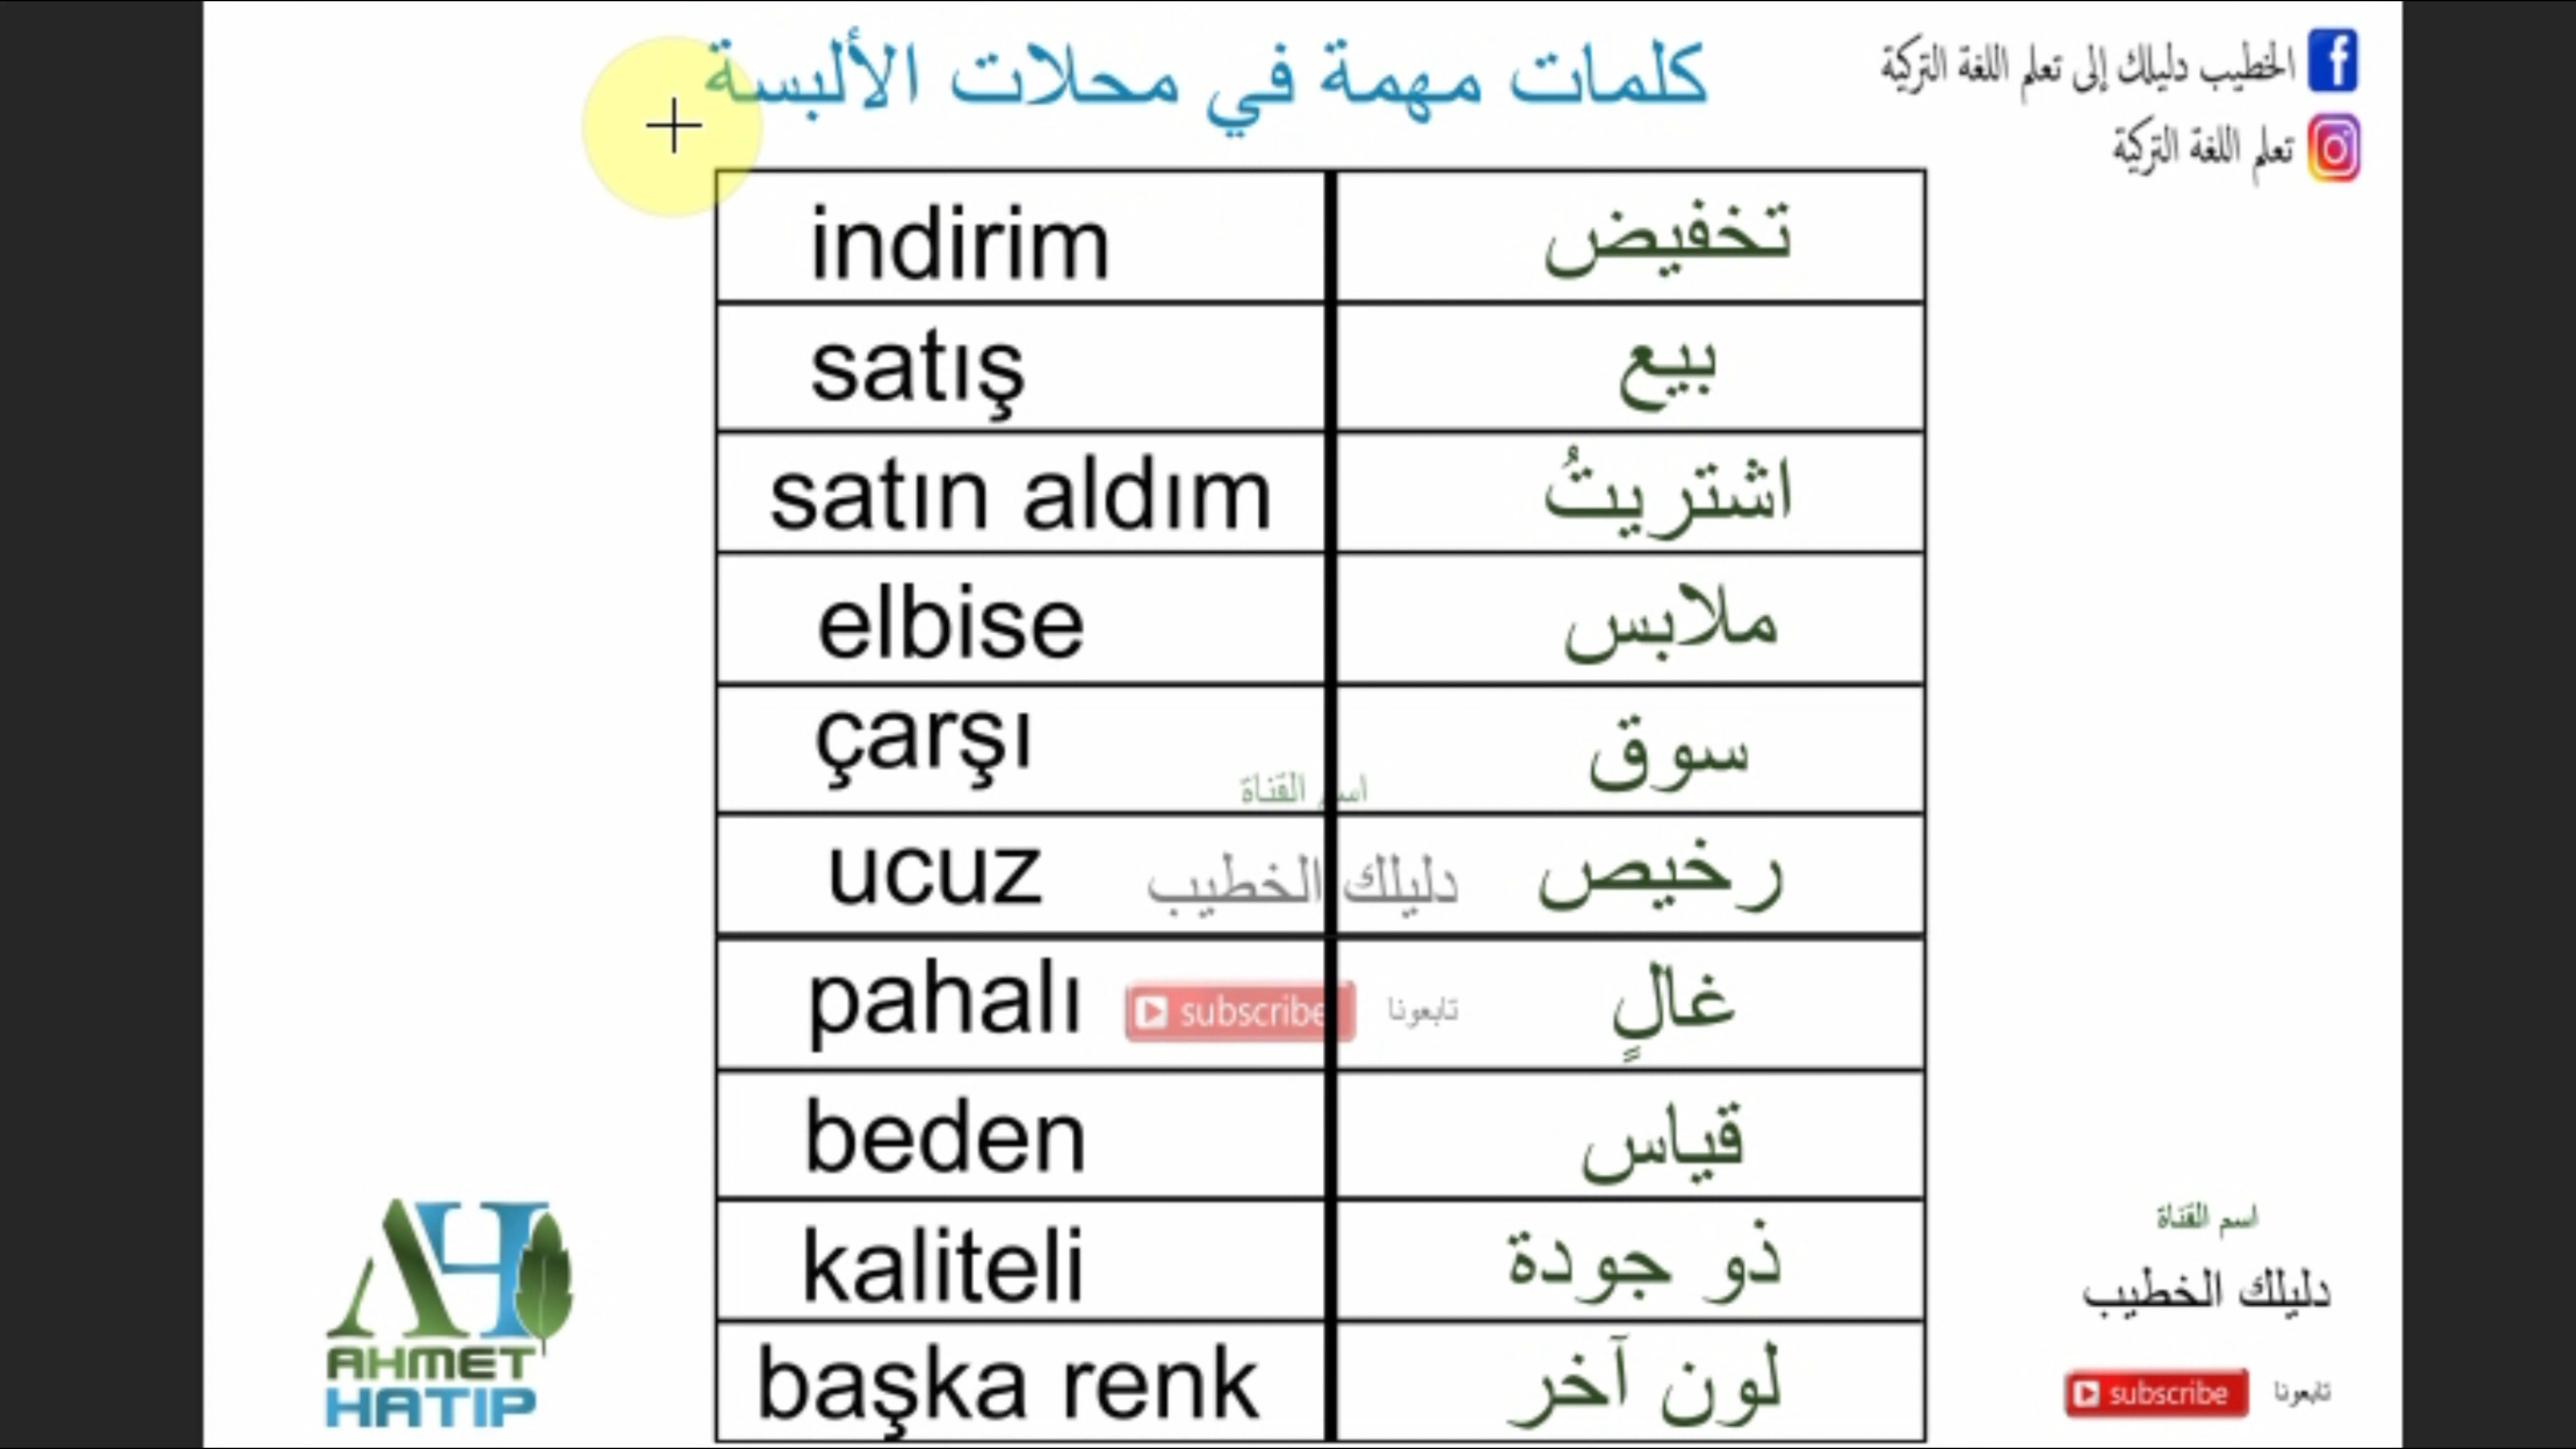 كلمات مهمة في محلات الألبسة
الخطيب دليلك إلى تعلم اللغة التركية
تعلم اللغة التركية
indirim تخفيض
satış بيع
satın aldım اشتريتُ
elbise ملابس
çarşı سوق
اسم القناة
ucuz رخيص
دليلك الخطيب
pahalı غالٍ
subscribe تابعونا
beden قياس
kaliteli ذو جودة
başka renk لون آخر
AH
AHMET
HATIP
اسم القناة
دليلك الخطيب
subscribe تابعونا